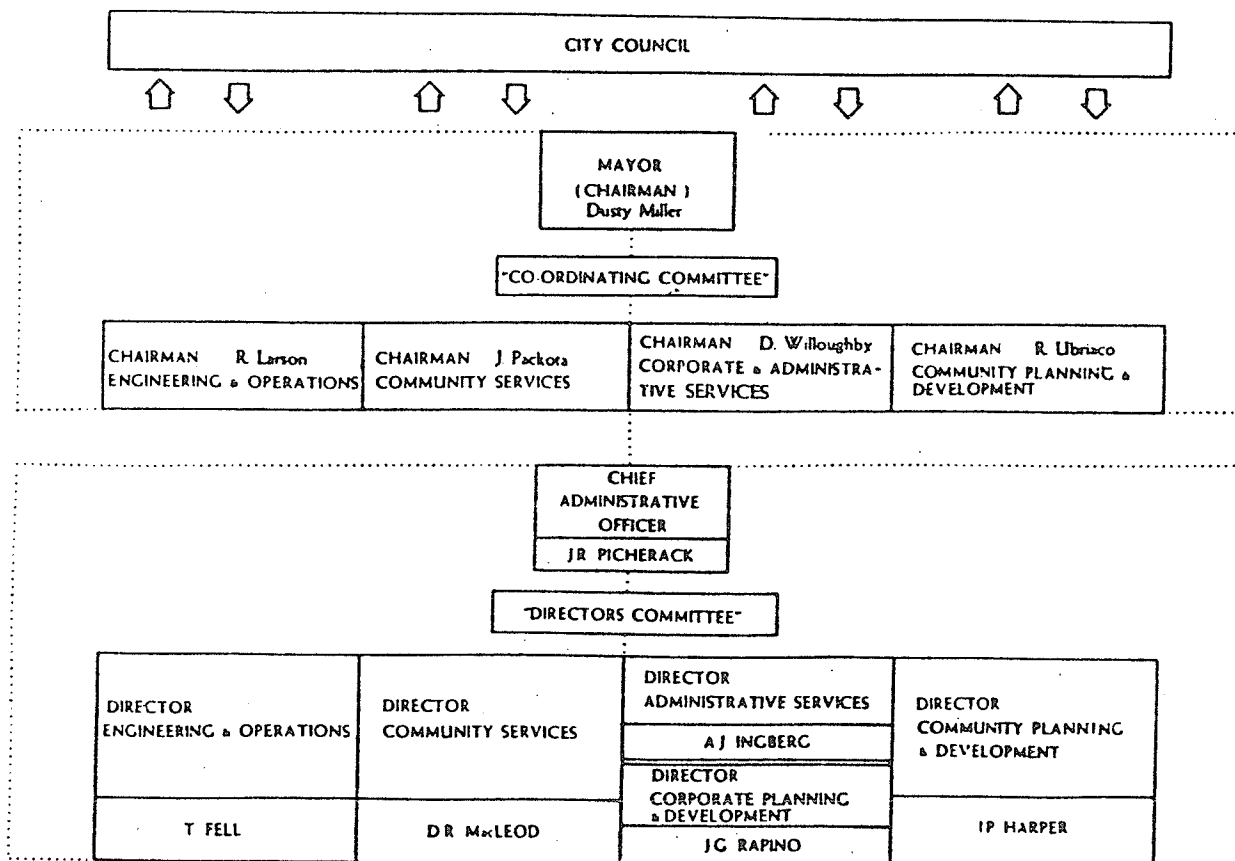 CITY COUNCIL
MAYOR
(CHAIRMAN)
Dusty Miller
"CO-ORDINATING COMMITTEE"
CHAIRMAN R Larson
ENGINEERING & OPERATIONS
CHAIRMAN J Packota
COMMUNITY SERVICES
CHAIRMAN D. Willoughby
CORPORATE & ADMINISTRA-
TIVE SERVICES
CHAIRMAN R Ubriaco
COMMUNITY PLANNING &
DEVELOPMENT
CHIEF
ADMINISTRATIVE
OFFICER
JR PICHERACK
"DIRECTORS COMMITTEE"
DIRECTOR
ENGINEERING & OPERATIONS
T FELL
DIRECTOR
COMMUNITY SERVICES
DR MacLEOD
DIRECTOR
ADMINISTRATIVE SERVICES
AJ INGBERG
DIRECTOR
CORPORATE PLANNING
& DEVELOPMENT
JG RAPINO
DIRECTOR
COMMUNITY PLANNING
& DEVELOPMENT
IP HARPER